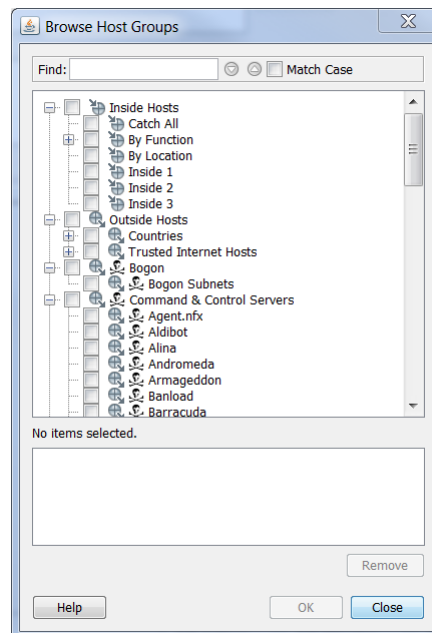 Browse Host Groups
Find:
Match Case
Inside Hosts
Catch All
By Function
By Location
Inside 1
Inside 2
Inside 3
Outside Hosts
Countries
Trusted Internet Hosts
Bogon
Bogon Subnets
Command & Control Servers
Agent.nfx
Aldibot
Alina
Andromeda
Armageddon
Banload
Barracuda
No items selected.
Remove
Help
OK
Close